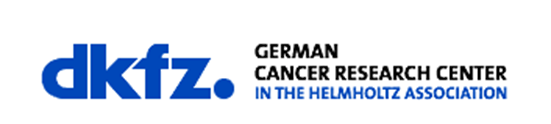 dkfz.
GERMAN
CANCER RESEARCH CENTER
IN THE HELMHOLTZ ASSOCIATION